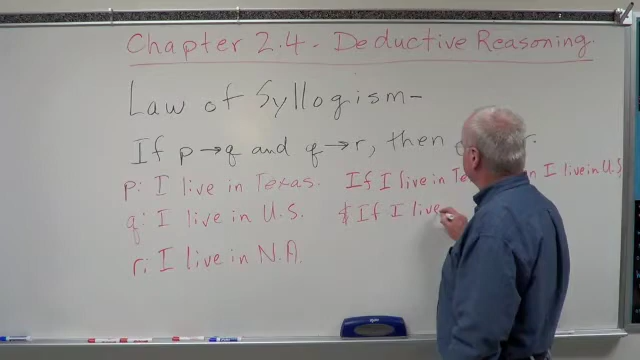 Chapter 2.4 - Deductive Reasoning.
Law of Syllogism-
If p→q and q→r, then r.
p: I live in Texas. If I live in Te I live in U.S.
q: I live in U.S. & If I live
r: I live in N.A.